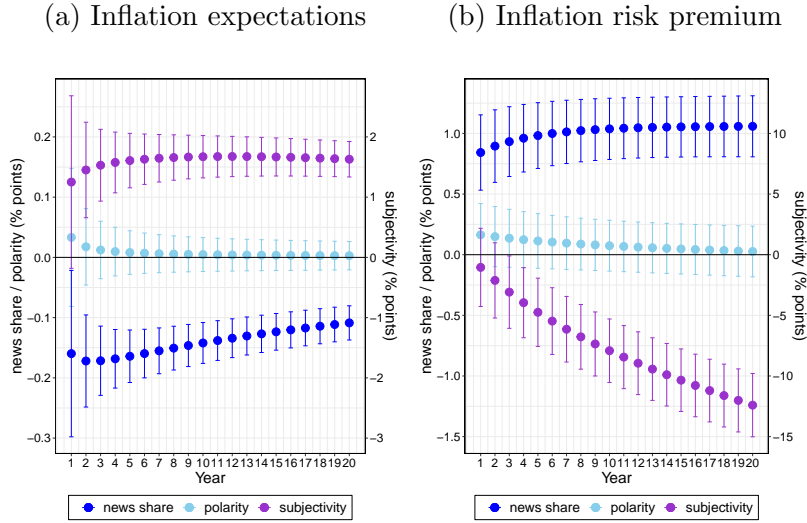 (a) Inflation expectations
(b) Inflation risk premium
news share / polarity (% points)
0.2
0.1
0.0
−0.1
−0.2
−0.3
2
1
0
−1
−2
−3
subjectivity (% points)
1 2 3 4 5 6 7 8 9 10 11 12 13 14 15 16 17 18 19 20
Year
news share polarity subjectivity
news share / polarity (% points)
1.0
0.5
0.0
−0.5
−1.0
−1.5
10
5
0
−5
−10
−15
subjectivity (% points)
1 2 3 4 5 6 7 8 9 10 11 12 13 14 15 16 17 18 19 20
Year
news share polarity subjectivity